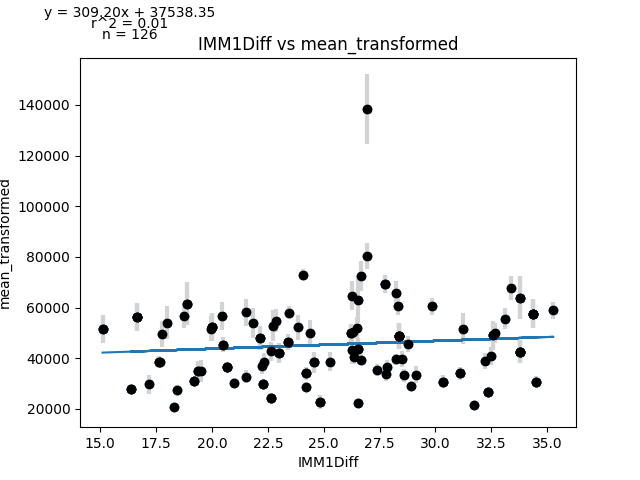 y = 309.20x + 37538.35
r^2 = 0.01
n = 126
IMM1Diff vs mean_transformed
mean_transformed
140000
120000
100000
80000
60000
40000
20000
15.0 17.5 20.0 22.5 25.0 27.5 30.0 32.5 35.0
IMM1Diff